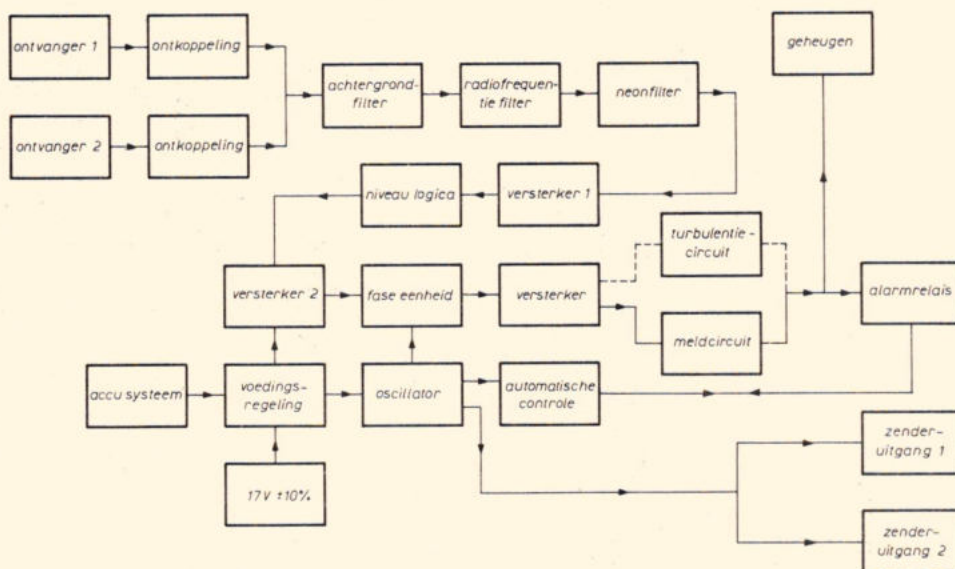 ontvanger 1
ontkoppeling
geheugen
achtergrond-
filter
radiofrequen-
tie filter
neonfilter
ontvanger 2
ontkoppeling
niveau logica
versterker 1
turbulentie-
circuit
versterker 2
fase eenheid
versterker
alarmrelais
meldcircuit
accu systeem
voedings-
regeling
oscillator
automatische
controle
zender-
uitgang 1
17V ±10%
zender-
uitgang 2